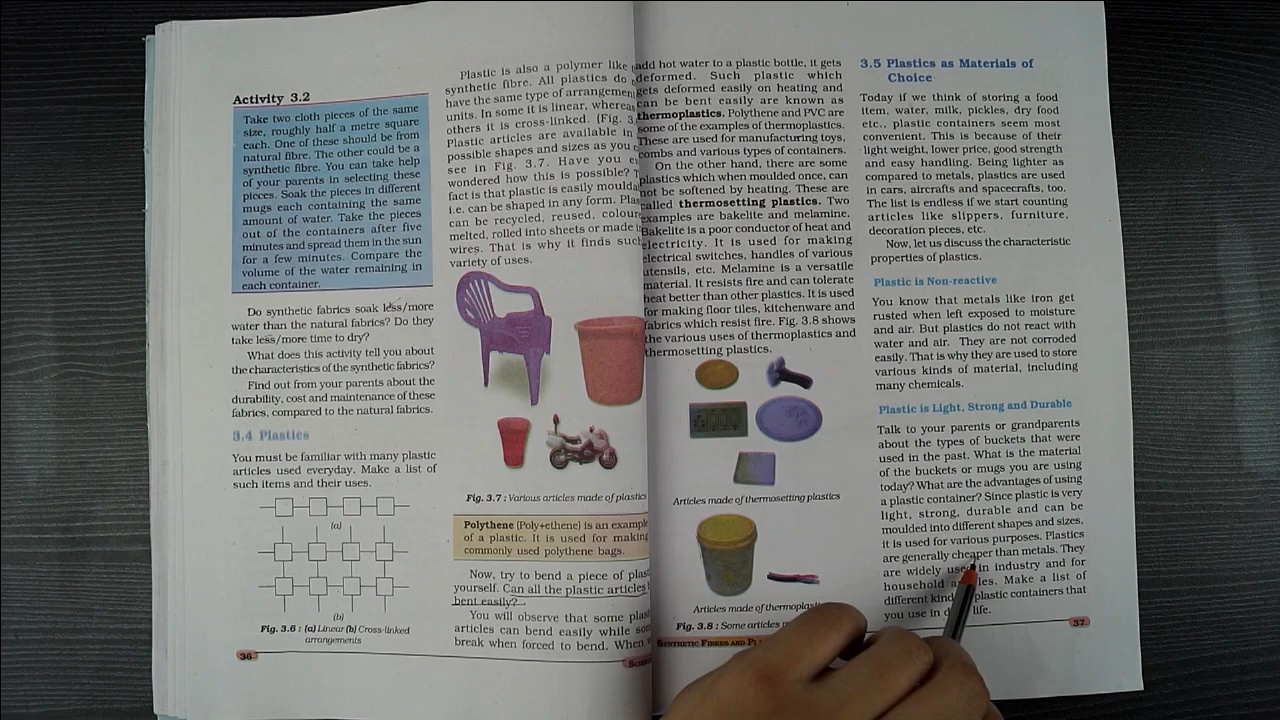 Activity 3.2
Take two cloth pieces of the same
size, roughly half a metre square
each. One of these should be from
natural fibre. The other could be a
synthetic fibre. You can take help
of your parents in selecting these
pieces. Soak the pieces in different
mugs each containing the same
amount of water. Take the pieces
out of the containers after five
minutes and spread them in the sun
for a few minutes. Compare the
volume of the water remaining in
each container.
Do synthetic fabrics soak less/more
water than the natural fabrics? Do they
take less/more time to dry?
What does this activity tell you about
the characteristics of the synthetic fabrics?
Find out from your parents about the
durability, cost and maintenance of these
fabrics, compared to the natural fabrics.
3.4 Plastics
You must be familiar with many plastic
articles used everyday. Make a list of
such items and their uses.
(a)
(b)
Fig. 3.6 : (a) Linear (b) Cross-linked
arrangements
36
Plastic is also a polymer like
synthetic fibre. All plastics do
have the same type of arrangement
units. In some it is linear, whereas
others it is cross-linked. (Fig. 3.
Plastic articles are available in
possible shapes and sizes as you
see in Fig. 3.7. Have you
wondered how this is possible?
fact is that plastic is easily
i.e. can be shaped in any form.
can be recycled, reused,
melted, rolled into sheets or made
wires. That is why it finds such
variety of uses.
Fig. 3.7 : Various articles made of plastics
Polythene (Poly+ethene) is an example
of a plastic. It is used for making
commonly used polythene bags.
Now, try to bend a piece of
yourself. Can all the plastic articles
bent easily?
You will observe that some
articles can bend easily while
break when forced to bend. When
add hot water to a plastic bottle, it gets
deformed. Such plastic which
gets deformed easily on heating and
can be bent easily are known as
thermoplastics. Polythene and PVC are
some of the examples of thermoplastics.
These are used for manufacturing toys,
combs and various types of containers.
On the other hand, there are some
plastics which when moulded once, can
not be softened by heating. These are
called thermosetting plastics. Two
examples are bakelite and melamine.
Bakelite is a poor conductor of heat and
electricity. It is used for making
electrical switches, handles of various
utensils, etc. Melamine is a versatile
material. It resists fire and can tolerate
heat better than other plastics. It is used
for making floor tiles, kitchenware and
fabrics which resist fire. Fig. 3.8 shows
the various uses of thermoplastics and
thermosetting plastics.
Articles made of thermosetting plastics
Articles made of
Fig. 3.8 : Some articles
SYNTHETIC FIBRES AND
3.5 Plastics as Materials of
Choice
Today if we think of storing a food
item, water, milk, pickles, dry food
etc., plastic containers seem most
convenient. This is because of their
light weight, lower price, good strength
and easy handling. Being lighter as
compared to metals, plastics are used
in cars, aircrafts and spacecrafts, too.
The list is endless if we start counting
articles like slippers, furniture,
decoration pieces, etc.
Now, let us discuss the characteristic
properties of plastics.
Plastic is Non-reactive
You know that metals like iron get
rusted when left exposed to moisture
and air. But plastics do not react with
water and air. They are not corroded
easily. That is why they are used to store
various kinds of material, including
many chemicals.
Plastic is Light, Strong and Durable
Talk to your parents or grandparents
about the types of buckets that were
used in the past. What is the material
of the buckets or mugs you are using
today? What are the advantages of using
a plastic container? Since plastic is very
light, strong, durable and can be
moulded into different shapes and sizes,
it is used for various purposes. Plastics
are generally cheaper than metals. They
are widely used in industry and for
household Make a list of
different plastic containers that
you use in life.
37